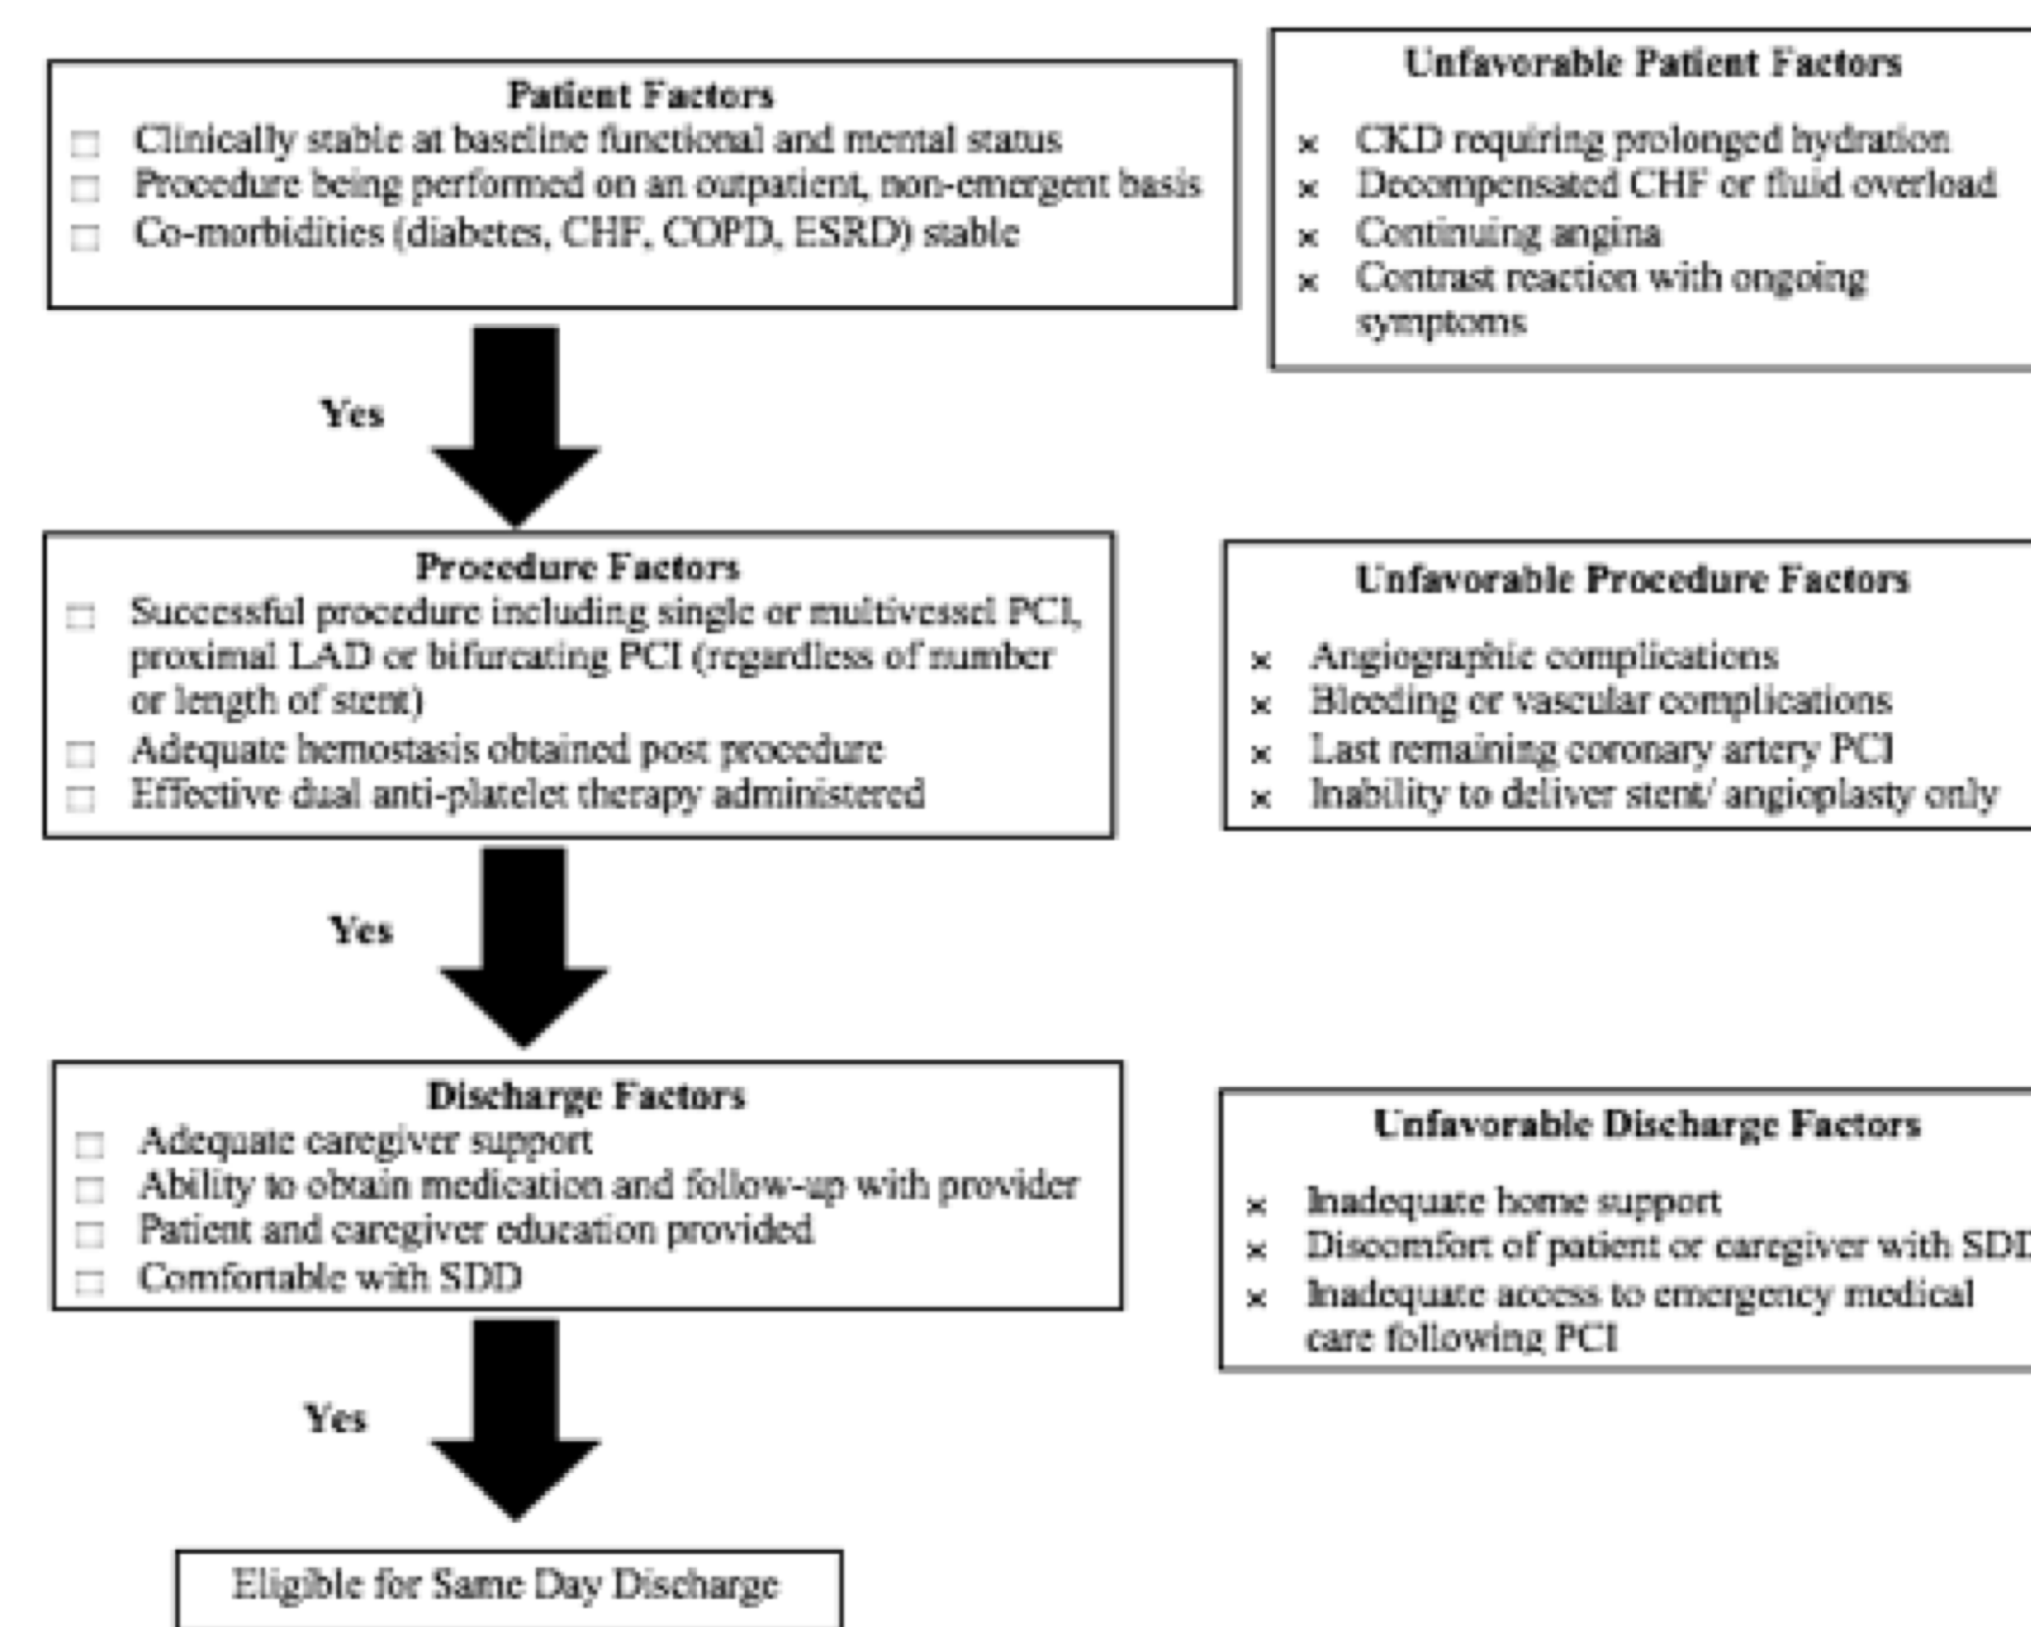 Patient Factors
Clinically stable at baseline functional and mental status
Procedure being performed on an outpatient, non-emergent basis
Co-morbidities (diabetes, CHF, COPD, ESRD) stable
Unfavorable Patient Factors
× CKD requiring prolonged hydration
× Decompensated CHF or fluid overload
× Continuing angina
× Contrast reaction with ongoing
symptoms
Yes
Procedure Factors
Successful procedure including single or multivessel PCI,
proximal LAD or bifurcating PCI (regardless of number
or length of stent)
Adequate hemostasis obtained post procedure
Effective dual anti-platelet therapy administered
Unfavorable Procedure Factors
× Angiographic complications
× Bleeding or vascular complications
× Last remaining coronary artery PCI
× Inability to deliver stent/ angioplasty only
Yes
Discharge Factors
Adequate caregiver support
Ability to obtain medication and follow-up with provider
Patient and caregiver education provided
Comfortable with SDD
Unfavorable Discharge Factors
× Inadequate home support
× Discomfort of patient or caregiver with SDD
× Inadequate access to emergency medical
care following PCI
Yes
Eligible for Same Day Discharge